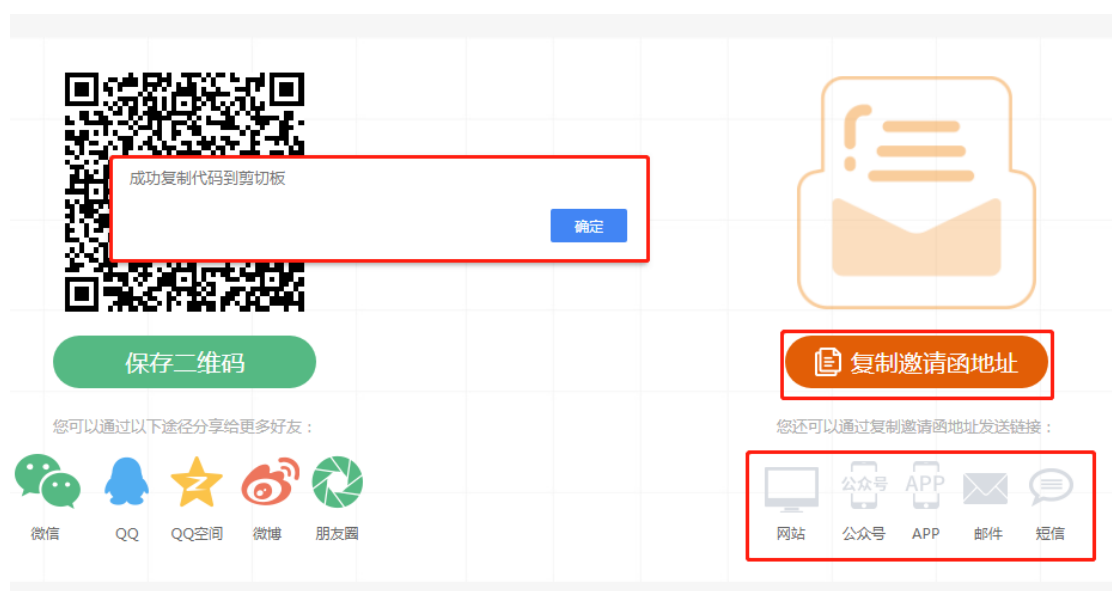 成功复制代码到剪切板
确定
保存二维码
复制邀请函地址
您可以通过以下途径分享给更多好友：
您还可以通过复制邀请函地址发送链接：
公众号 APP
微信 QQ QQ空间 微博 朋友圈
网站 公众号 APP 邮件 短信